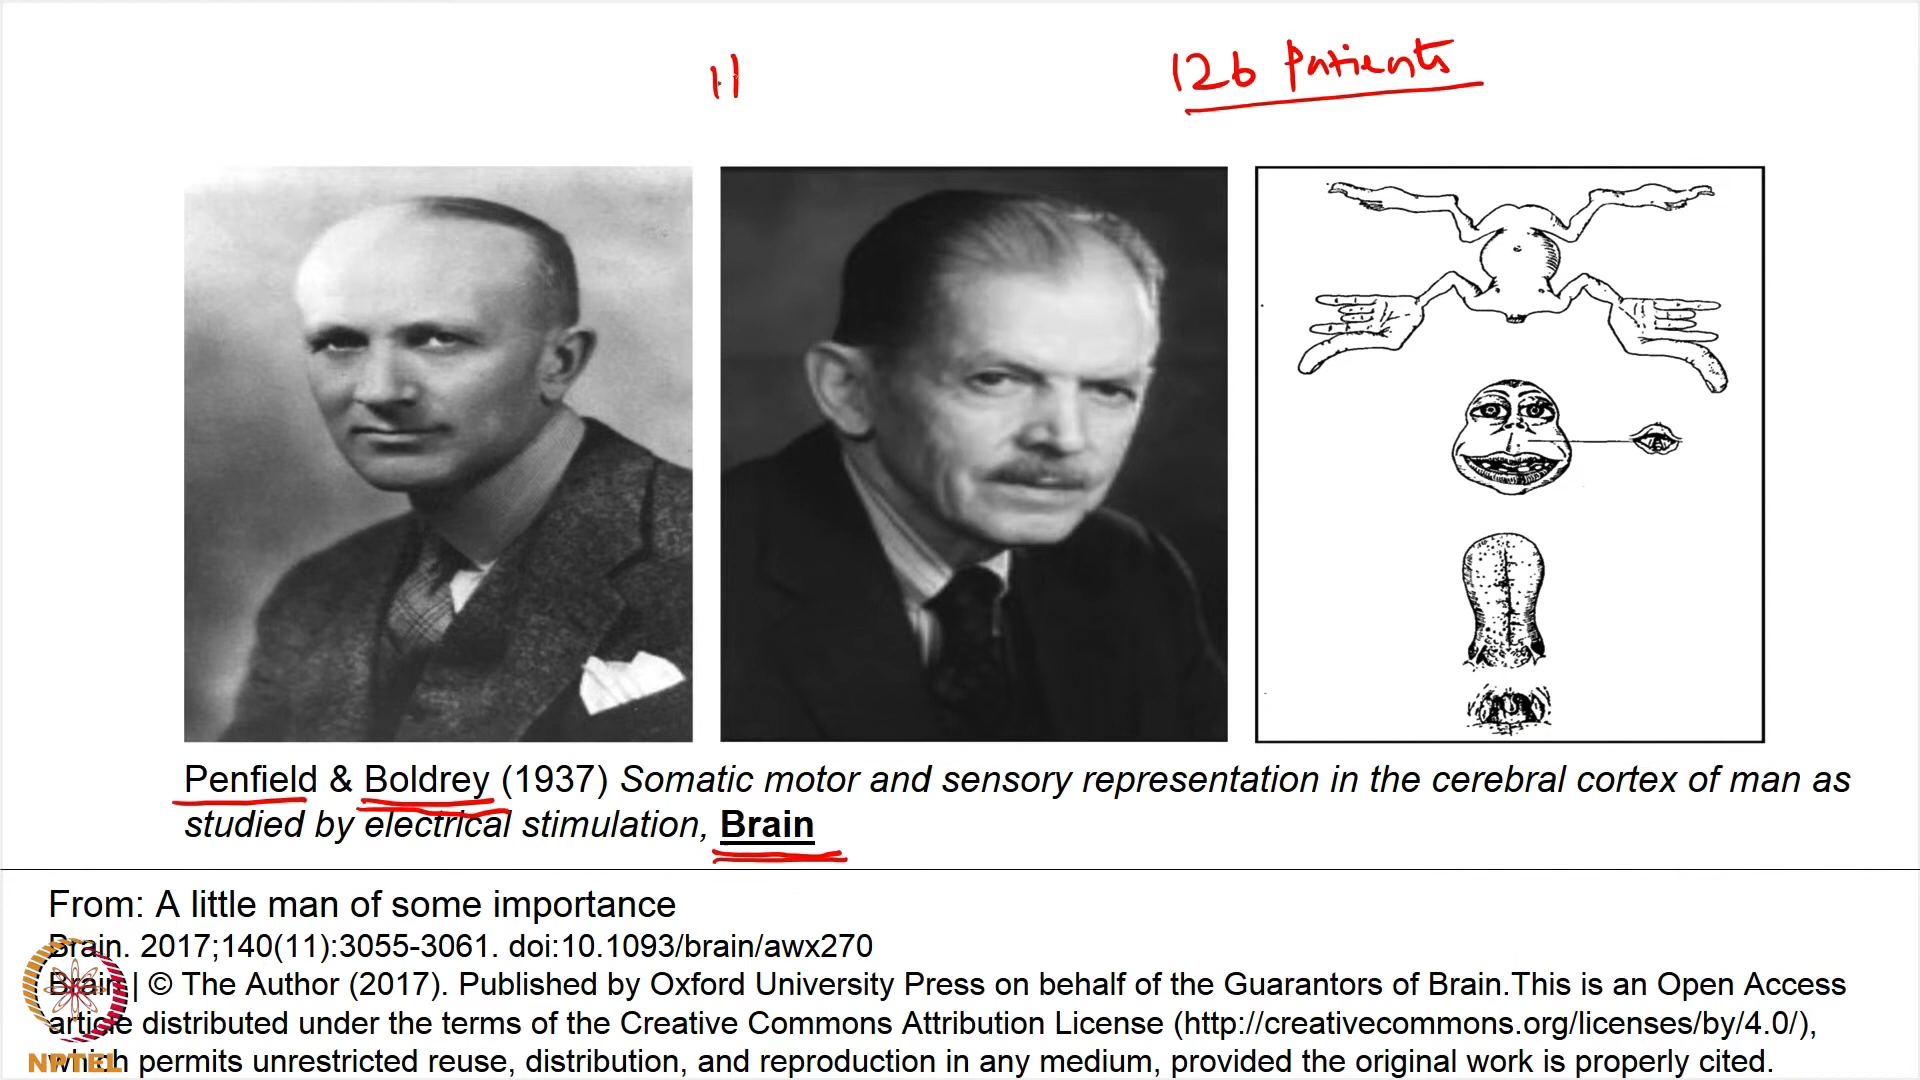 11
126 Patients
Penfield & Boldrey (1937) Somatic motor and sensory representation in the cerebral cortex of man as
studied by electrical stimulation, Brain
From: A little man of some importance
Brain. 2017;140(11):3055-3061. doi:10.1093/brain/awx270
Brain | © The Author (2017). Published by Oxford University Press on behalf of the Guarantors of Brain.This is an Open Access
article distributed under the terms of the Creative Commons Attribution License (http://creativecommons.org/licenses/by/4.0/),
which permits unrestricted reuse, distribution, and reproduction in any medium, provided the original work is properly cited.
NPTEL